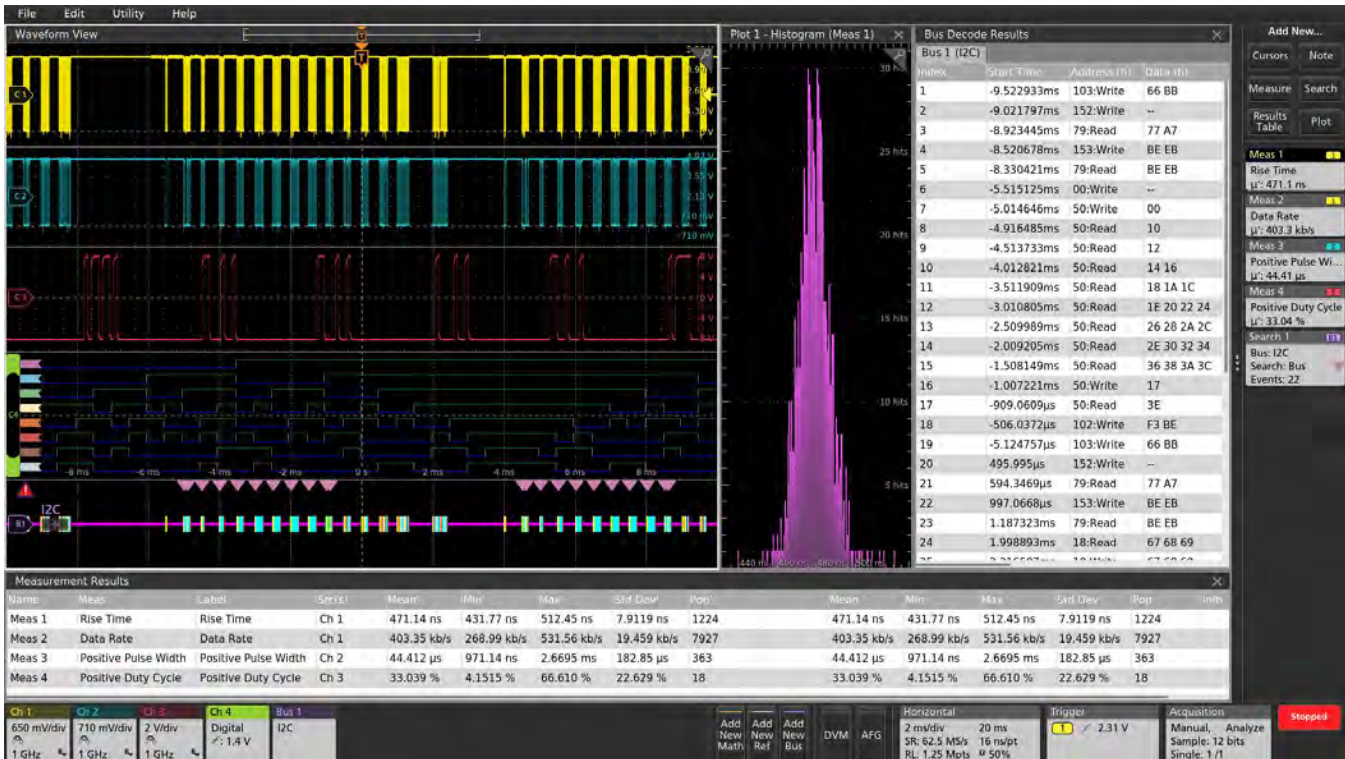 File Edit Utility Help
Waveform View
Plot 1 - Histogram (Meas 1)
Bus Decode Results
Add New...
Bus 1 (I2C)
Cursors Note
Measure Search
Results Table Plot
C1
C2
C3
C4
2 V
0 V
-710 mV
30 hits
25 hits
20 hits
15 hits
10 hits
5 hits
-2 ms 0 s 2 ms 4 ms 8 ms
I2C
B1
Index Start Time Address (h) Data (h)
1 -9.522933ms 103:Write 66 BB
2 -9.021797ms 152:Write --
3 -8.923445ms 79:Read 77 A7
4 -8.520678ms 153:Write BE EB
5 -8.330421ms 79:Read BE EB
6 -5.515125ms 00:Write --
7 -5.014646ms 50:Write 00
8 -4.916485ms 50:Read 10
9 -4.513733ms 50:Read 12
10 -4.012821ms 50:Read 14 16
11 -3.511909ms 50:Read 18 1A 1C
12 -3.010805ms 50:Read 1E 20 22 24
13 -2.509989ms 50:Read 26 28 2A 2C
14 -2.009205ms 50:Read 2E 30 32 34
15 -1.508149ms 50:Read 36 38 3A 3C
16 -1.007221ms 50:Write 17
17 -909.0609µs 50:Read 3E
18 -506.0372µs 102:Write F3 BE
19 -5.124757µs 103:Write 66 BB
20 495.995µs 152:Write --
21 594.3469µs 79:Read 77 A7
22 997.0668µs 153:Write BE EB
23 1.187323ms 79:Read BE EB
24 1.998893ms 18:Read 67 68 69
Meas 1
Rise Time
µ': 471.1 ns
Meas 2
Data Rate
µ': 403.3 kb/s
Meas 3
Positive Pulse Wi...
µ': 44.41 µs
Meas 4
Positive Duty Cycle
µ': 33.04 %
Search 1 B1
Bus: I2C
Search: Bus
Events: 22
Measurement Results
Name Meas Label Src(s) Mean' Min' Max' Std Dev' Pop' Mean Min Max Std Dev Pop Info
Meas 1 Rise Time Rise Time Ch 1 471.14 ns 431.77 ns 512.45 ns 7.9119 ns 1224 471.14 ns 431.77 ns 512.45 ns 7.9119 ns 1224
Meas 2 Data Rate Data Rate Ch 1 403.35 kb/s 268.99 kb/s 531.56 kb/s 19.459 kb/s 7927 403.35 kb/s 268.99 kb/s 531.56 kb/s 19.459 kb/s 7927
Meas 3 Positive Pulse Width Positive Pulse Width Ch 2 44.412 µs 971.14 ns 2.6695 ms 182.85 µs 363 44.412 µs 971.14 ns 2.6695 ms 182.85 µs 363
Meas 4 Positive Duty Cycle Positive Duty Cycle Ch 3 33.039 % 4.1515 % 66.610 % 22.629 % 18 33.039 % 4.1515 % 66.610 % 22.629 % 18
Ch 1
650 mV/div
1 GHz
Ch 2
710 mV/div
1 GHz
Ch 3
2 V/div
1 GHz
Ch 4
Digital
1.4 V
Bus 1
I2C
Add New Math
Add New Ref
Add New Bus
DVM
AFG
Horizontal
2 ms/div 20 ms
SR: 62.5 MS/s 16 ns/pt
RL: 1.25 Mpts 50%
Trigger
1 2.31 V
Acquisition
Manual, Analyze
Sample: 12 bits
Single: 1 /1
Stopped